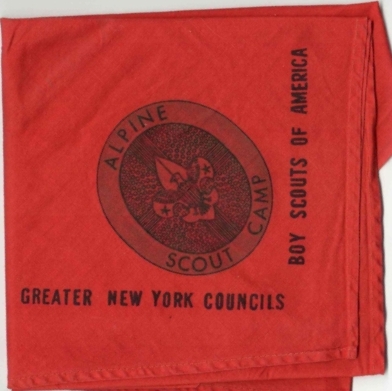 ALPINE
SCOUT CAMP
GREATER NEW YORK COUNCILS
BOY SCOUTS OF AMERICA